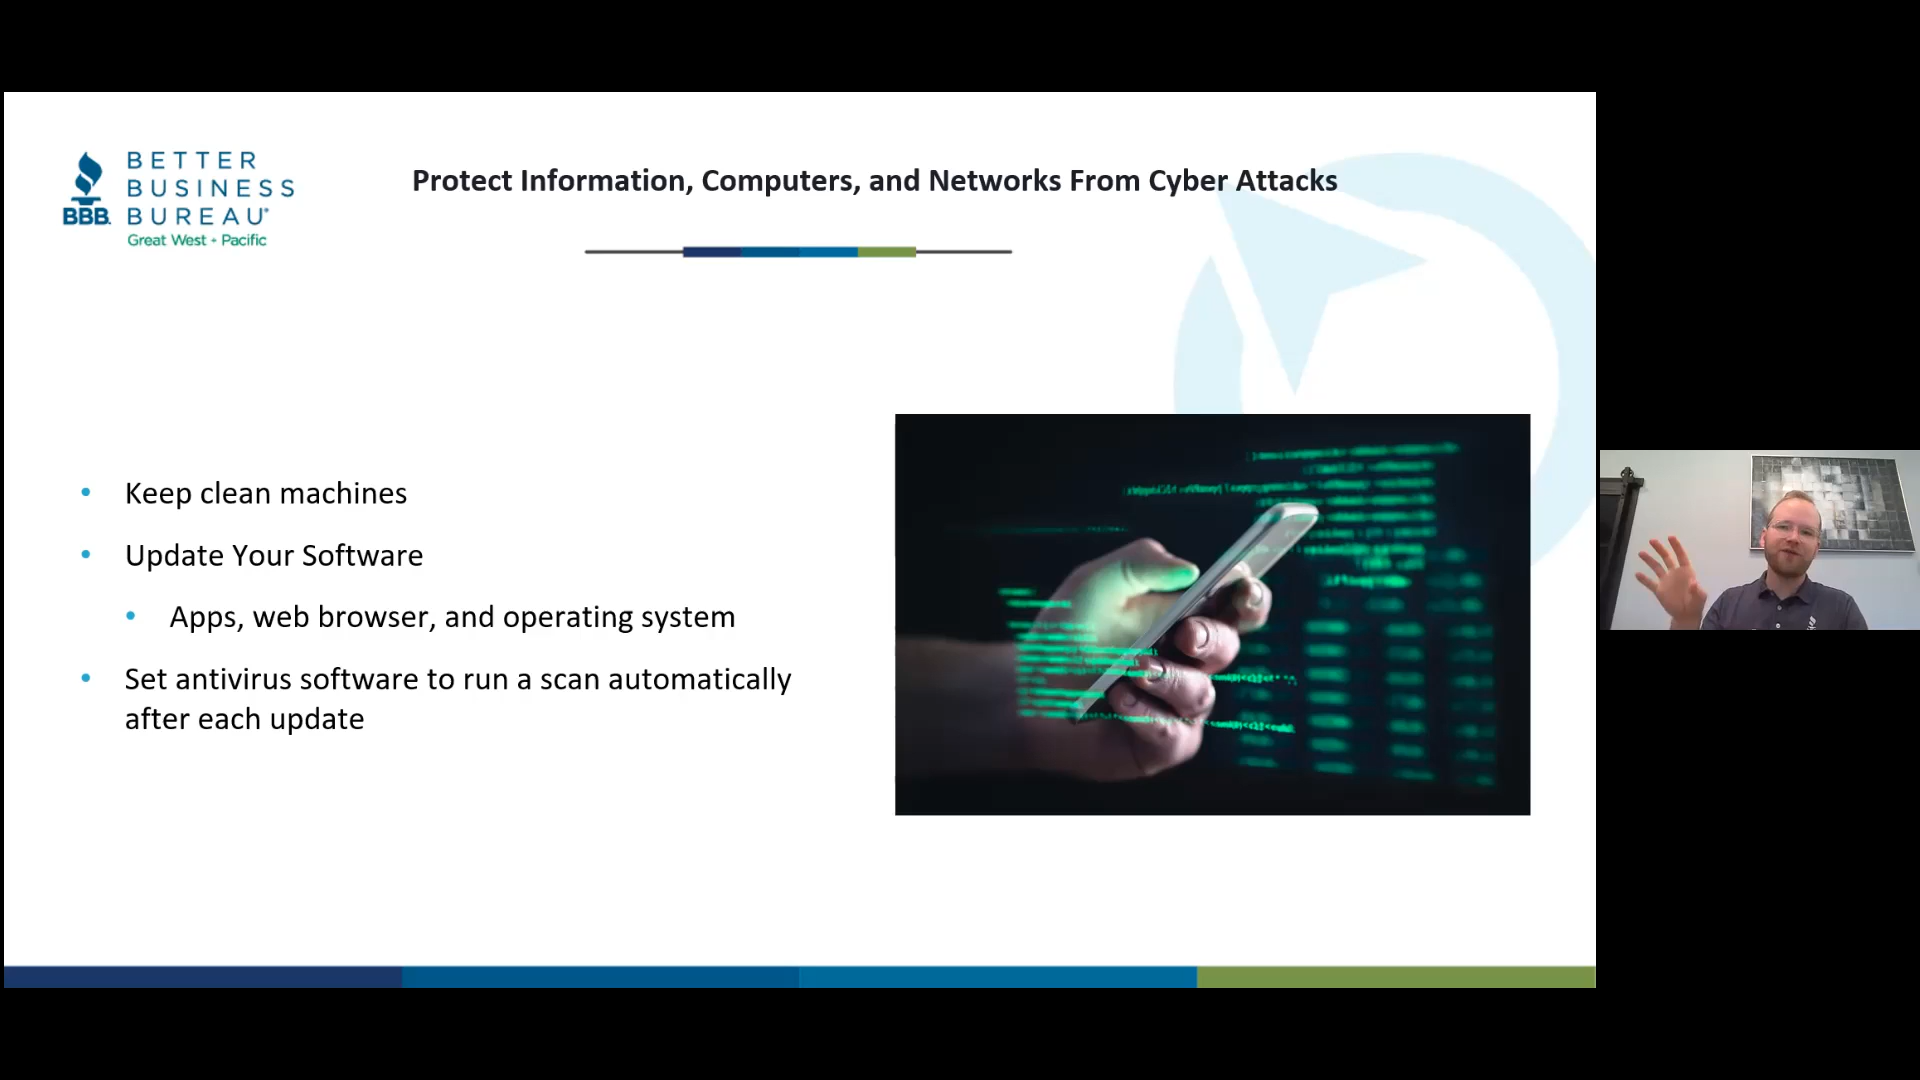 BETTER
BUSINESS
BUREAU®
BBB.
Great West + Pacific
Protect Information, Computers, and Networks From Cyber Attacks
• Keep clean machines
• Update Your Software
• Apps, web browser, and operating system
• Set antivirus software to run a scan automatically
after each update